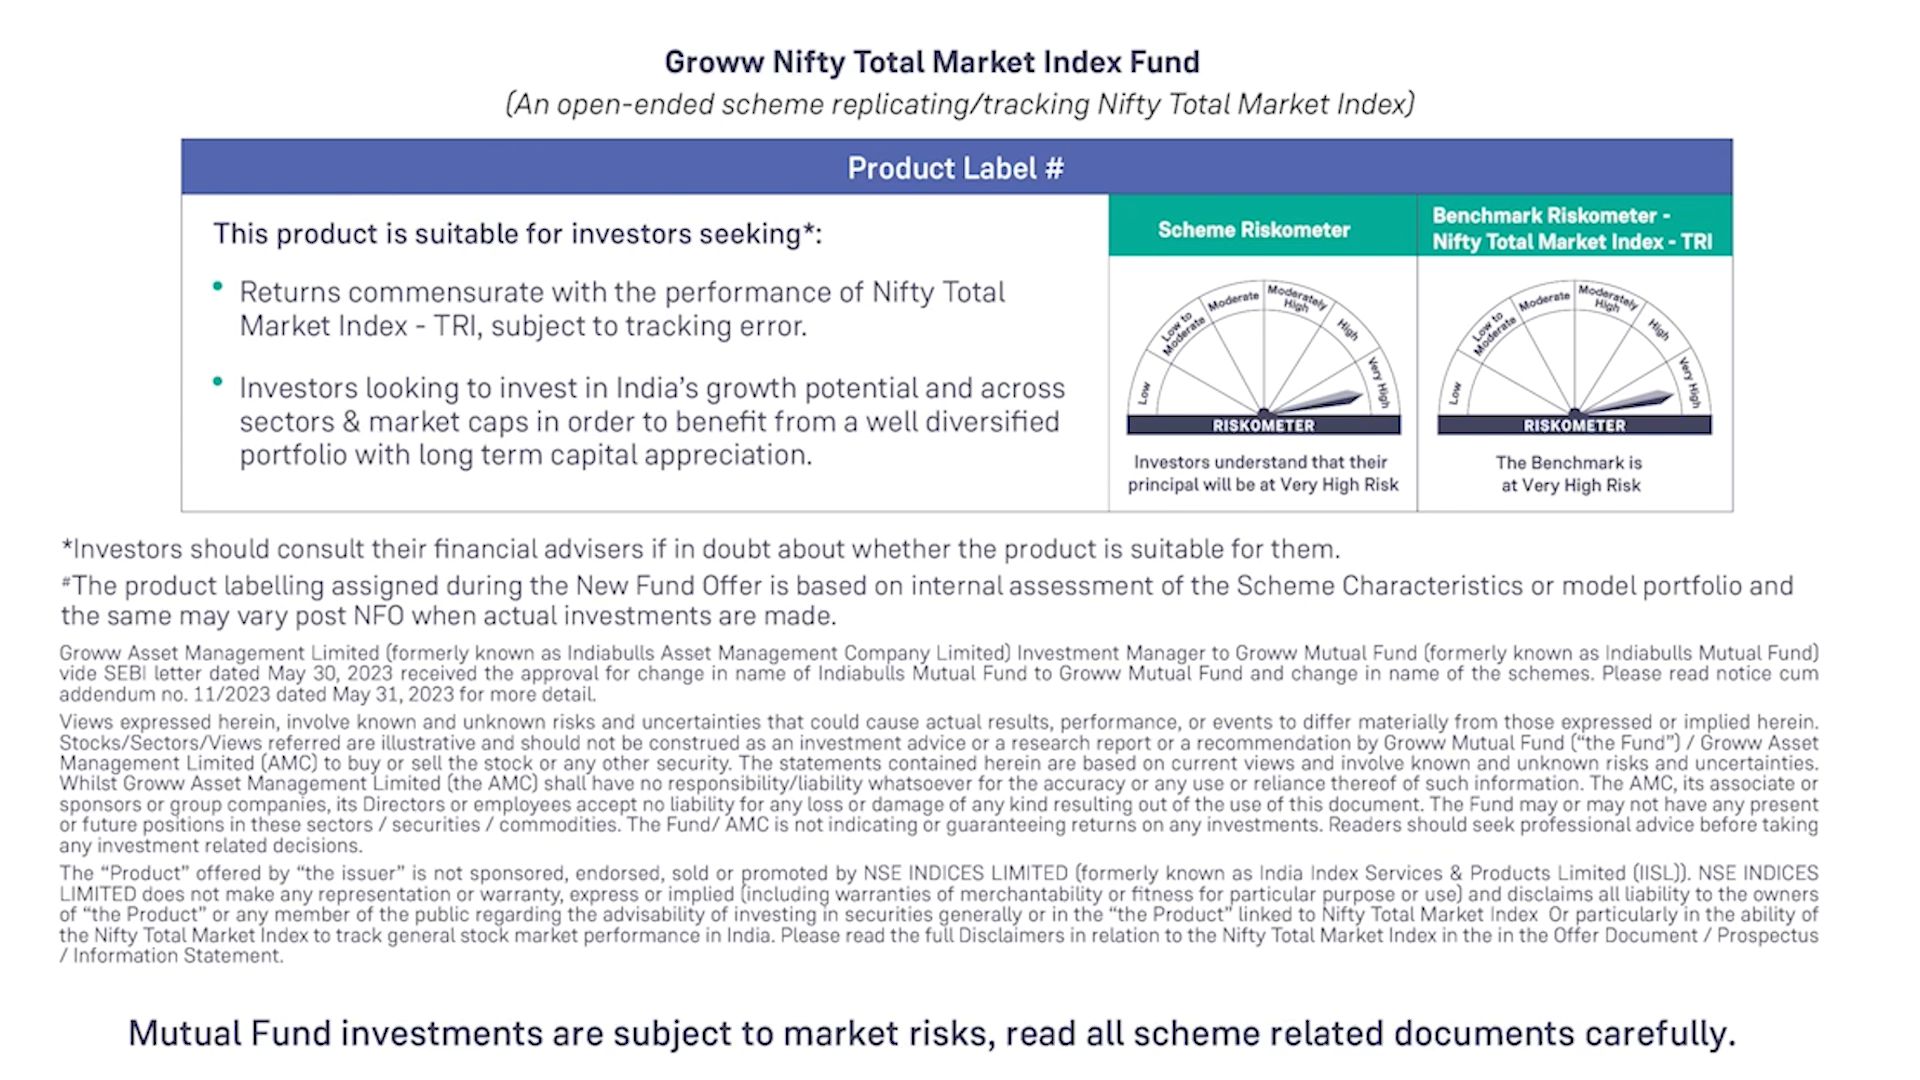 Groww Nifty Total Market Index Fund
(An open-ended scheme replicating/tracking Nifty Total Market Index)
Product Label #
This product is suitable for investors seeking*:
• Returns commensurate with the performance of Nifty Total
Market Index - TRI, subject to tracking error.
• Investors looking to invest in India's growth potential and across
sectors & market caps in order to benefit from a well diversified
portfolio with long term capital appreciation.
Scheme Riskometer
Low
Low to
Moderate
Moderate
Moderately
High
High
Very High
RISKOMETER
Investors understand that their
principal will be at Very High Risk
Benchmark Riskometer -
Nifty Total Market Index - TRI
Low
Low to
Moderate
Moderate
Moderately
High
High
Very High
RISKOMETER
The Benchmark is
at Very High Risk
*Investors should consult their financial advisers if in doubt about whether the product is suitable for them.
#The product labelling assigned during the New Fund Offer is based on internal assessment of the Scheme Characteristics or model portfolio and
the same may vary post NFO when actual investments are made.
Groww Asset Management Limited (formerly known as Indiabulls Asset Management Company Limited) Investment Manager to Groww Mutual Fund (formerly known as Indiabulls Mutual Fund)
vide SEBI letter dated May 30, 2023 received the approval for change in name of Indiabulls Mutual Fund to Groww Mutual Fund and change in name of the schemes. Please read notice cum
addendum no. 11/2023 dated May 31, 2023 for more detail.
Views expressed herein, involve known and unknown risks and uncertainties that could cause actual results, performance, or events to differ materially from those expressed or implied herein.
Stocks/Sectors/Views referred are illustrative and should not be construed as an investment advice or a research report or a recommendation by Groww Mutual Fund (“the Fund”) / Groww Asset
Management Limited (AMC) to buy or sell the stock or any other security. The statements contained herein are based on current views and involve known and unknown risks and uncertainties.
Whilst Groww Asset Management Limited (the AMC) shall have no responsibility/liability whatsoever for the accuracy or any use or reliance thereof of such information. The AMC, its associate or
sponsors or group companies, its Directors or employees accept no liability for any loss or damage of any kind resulting out of the use of this document. The Fund may or may not have any present
or future positions in these sectors / securities / commodities. The Fund/ AMC is not indicating or guaranteeing returns on any investments. Readers should seek professional advice before taking
any investment related decisions.
The “Product” offered by “the issuer” is not sponsored, endorsed, sold or promoted by NSE INDICES LIMITED (formerly known as India Index Services & Products Limited (IISL)). NSE INDICES
LIMITED does not make any representation or warranty, express or implied (including warranties of merchantability or fitness for particular purpose or use) and disclaims all liability to the owners
of “the Product” or any member of the public regarding the advisability of investing in securities generally or in the “the Product” linked to Nifty Total Market Index Or particularly in the ability of
the Nifty Total Market Index to track general stock market performance in India. Please read the full Disclaimers in relation to the Nifty Total Market Index in the in the Offer Document / Prospectus
/ Information Statement.
Mutual Fund investments are subject to market risks, read all scheme related documents carefully.